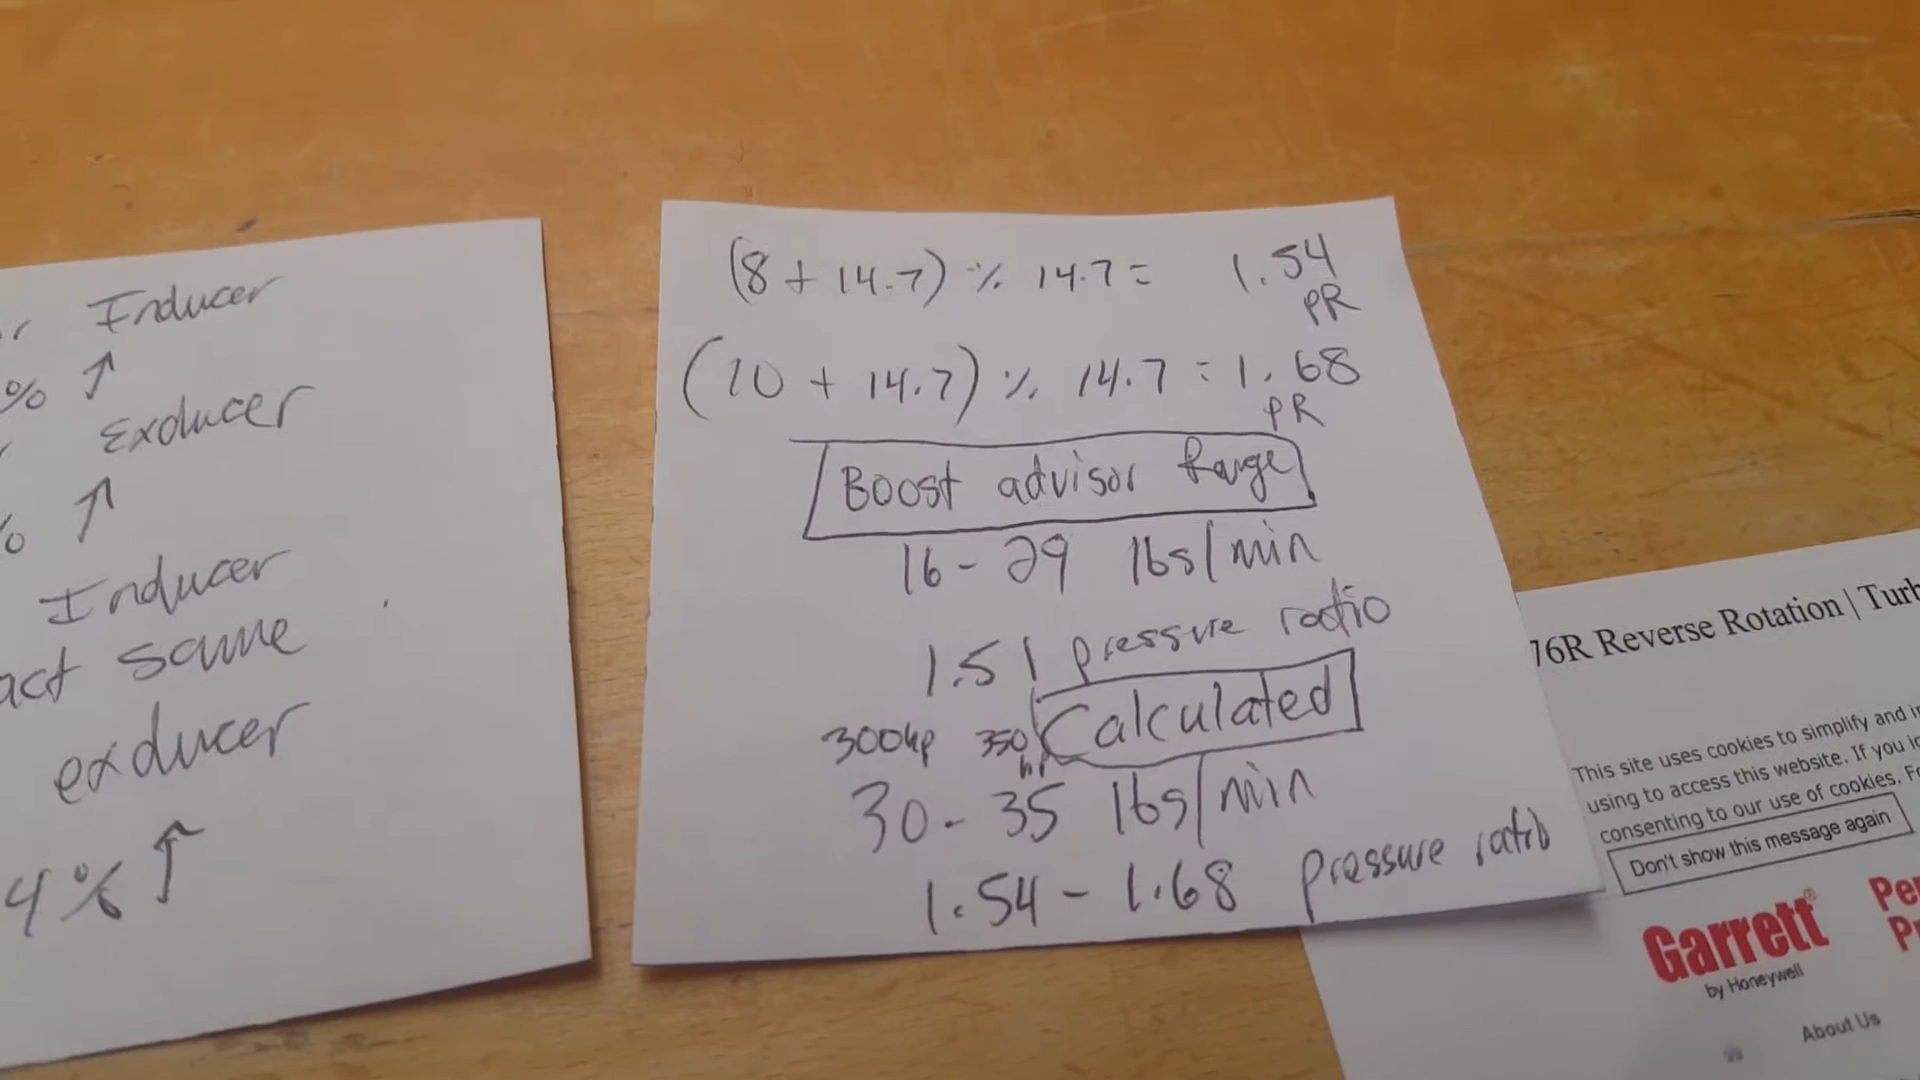 Inducer
% ↑
Exducer
% ↑
Inducer
act same
exducer
4% ↑
(8 + 14.7) % 14.7 = 1.54
PR
(10 + 14.7) % 14.7 = 1.68
PR
Boost advisor Range
16 - 29 lbs/min
1.51 pressure ratio
Calculated
300hp 350
hp
30 - 35 lbs/min
1.54 - 1.68 pressure ratio
76R Reverse Rotation | Turb
This site uses cookies to simplify and i
using to access this website. If you
consenting to our use of cookies. F
Don't show this message again
Garrett®
by Honeywell
Per
P
About Us